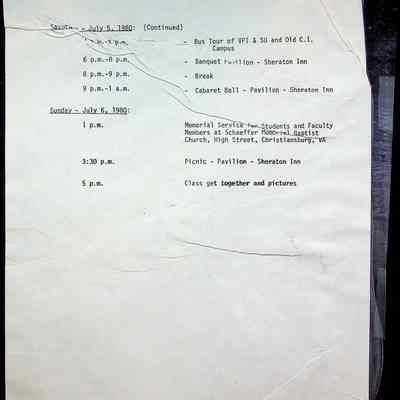 - July 5, 1980: (Continued)
p.m. - Bus Tour of VPI & SU and Old C.I.
Campus
6 p.m.-8 p.m. - Banquet - Sheraton Inn
8 p.m.-9 p.m. - Break
9 p.m.-1 a.m. - Cabaret Ball - Pavilion - Sheraton Inn
Sunday - July 6, 1980:
1 p.m. Memorial Service for Students and Faculty
Members at Schaeffer Memorial Baptist
Church, High Street, Christiansburg, VA
3:30 p.m. Picnic - Pavilion - Sheraton Inn
5 p.m. Class get together and pictures